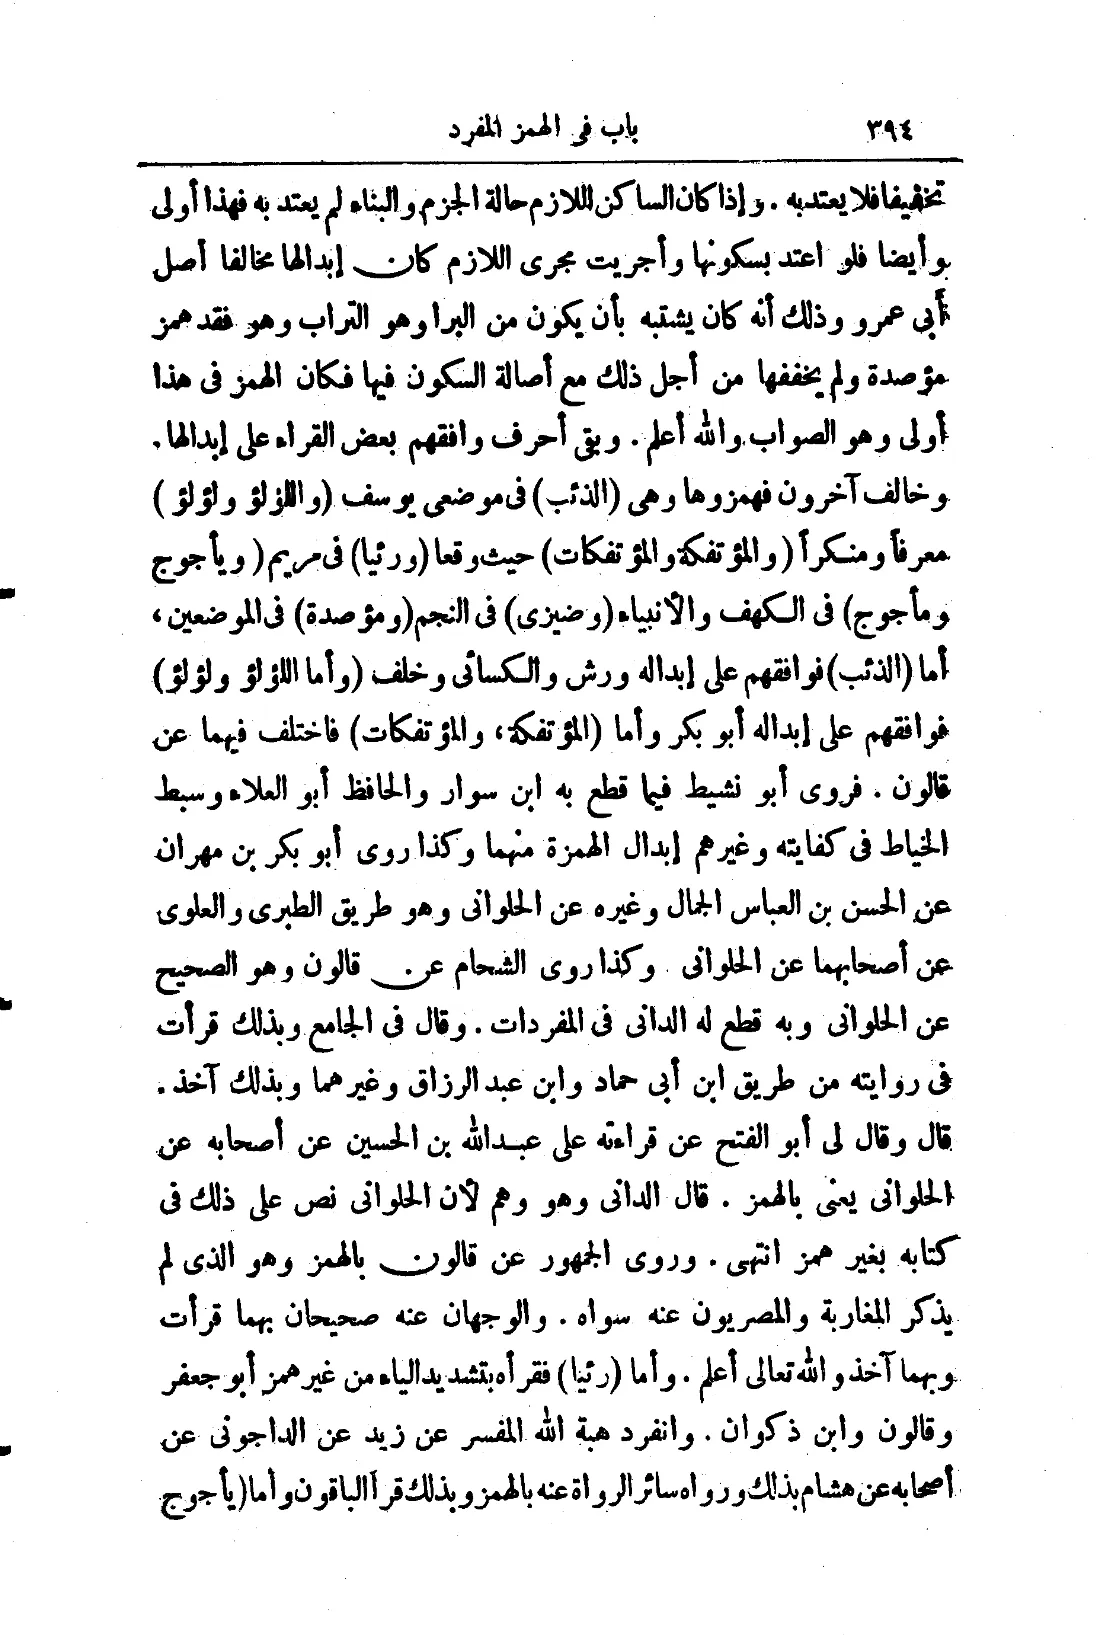 ٣٩٤ باب فى الهمز المفرد
تخفيفا فلا يعتد به . وإذا كان الساكن اللازم حالة الجزم والبناء لم يعتد به فهذا أولى
وأيضا فلو اعتد بسكونها وأجريت مجرى اللازم كان إبدالها مخالفا أصل
أبى عمرو وذلك أنه كان يشتبه بأن يكون من البرا وهو التراب وهو فقد همز
مؤصدة ولم يخففها من أجل ذلك مع أصالة السكون فيها فكان الهمز فى هذا
أولى وهو الصواب والله أعلم . وبقى أحرف وافقهم بعض القراء على إبدالها .
وخالف آخرون فهمزوها وهى (الذئب) فى موضعى يوسف (واللؤلؤ ولؤلؤ )
معرفاً ومنكراً (والمؤتفكة والمؤتفكات) حيث وقعا (ورئيا) فى مريم ( ويأجوج
ومأجوج) فى الكهف والأنبياء (وضيزى) فى النجم (ومؤصدة) فى الموضعين ،
أما (الذئب) فوافقهم على إبداله ورش والكسائى وخلف (وأما اللؤلؤ ولؤلؤ)
فوافقهم على إبداله أبو بكر وأما (المؤتفكة ، والمؤتفكات) فاختلف فيهما عن
قالون . فروى أبو نشيط فيما قطع به ابن سوار والحافظ أبو العلاء وسبط
الخياط فى كفايته وغيرهم إبدال الهمزة منهما وكذا روى أبو بكر بن مهران
عن الحسن بن العباس الجمال وغيره عن الحلوانى وهو طريق الطبرى والعلوى
عن أصحابهما عن الحلوانى وكذا روى الشحام عن قالون وهو الصحيح
عن الحلوانى وبه قطع له الدانى فى المفردات . وقال فى الجامع وبذلك قرأت
فى روايته من طريق ابن أبى حماد وابن عبد الرزاق وغيرهما وبذلك آخذ .
قال وقال لى أبو الفتح عن قراءته على عبدالله بن الحسين عن أصحابه عن
الحلوانى يعنى بالهمز . قال الدانى وهو وهم لأن الحلوانى نص على ذلك فى
كتابه بغير همز انتهى . وروى الجمهور عن قالون بالهمز وهو الذى لم
يذكر المغاربة والمصريون عنه سواه . والوجهان عنه صحيحان بهما قرأت
وبهما آخذ والله تعالى أعلم . وأما (رئيا) فقرأه بتشديد الياء من غير همز أبو جعفر
وقالون وابن ذكوان . وانفرد هبة الله المفسر عن زيد عن الداجونى عن
أصحابه عن هشام بذلك ورواه سائر الرواة عنه بالهمز وبذلك قرأ الباقون وأما (يأجوج